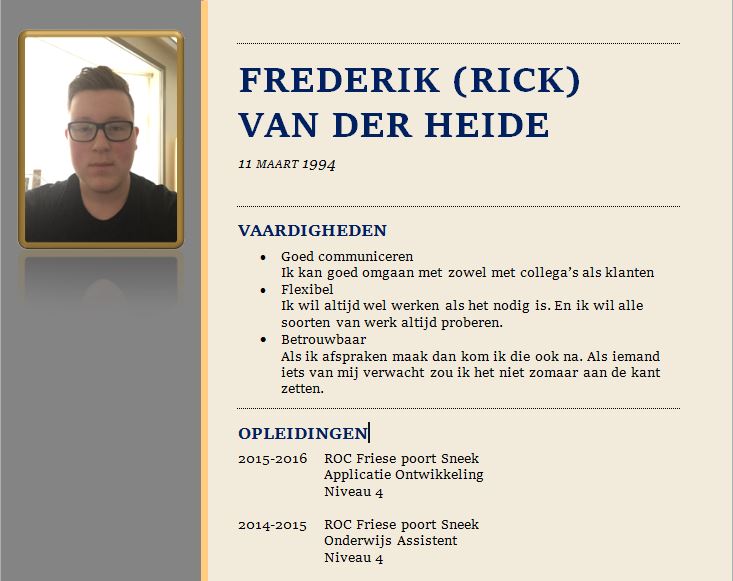 FREDERIK (RICK)
VAN DER HEIDE
11 MAART 1994
VAARDIGHEDEN
• Goed communiceren
Ik kan goed omgaan met zowel met collega's als klanten
• Flexibel
Ik wil altijd wel werken als het nodig is. En ik wil alle
soorten van werk altijd proberen.
• Betrouwbaar
Als ik afspraken maak dan kom ik die ook na. Als iemand
iets van mij verwacht zou ik het niet zomaar aan de kant
zetten.
OPLEIDINGEN
2015-2016 ROC Friese poort Sneek
Applicatie Ontwikkeling
Niveau 4
2014-2015 ROC Friese poort Sneek
Onderwijs Assistent
Niveau 4